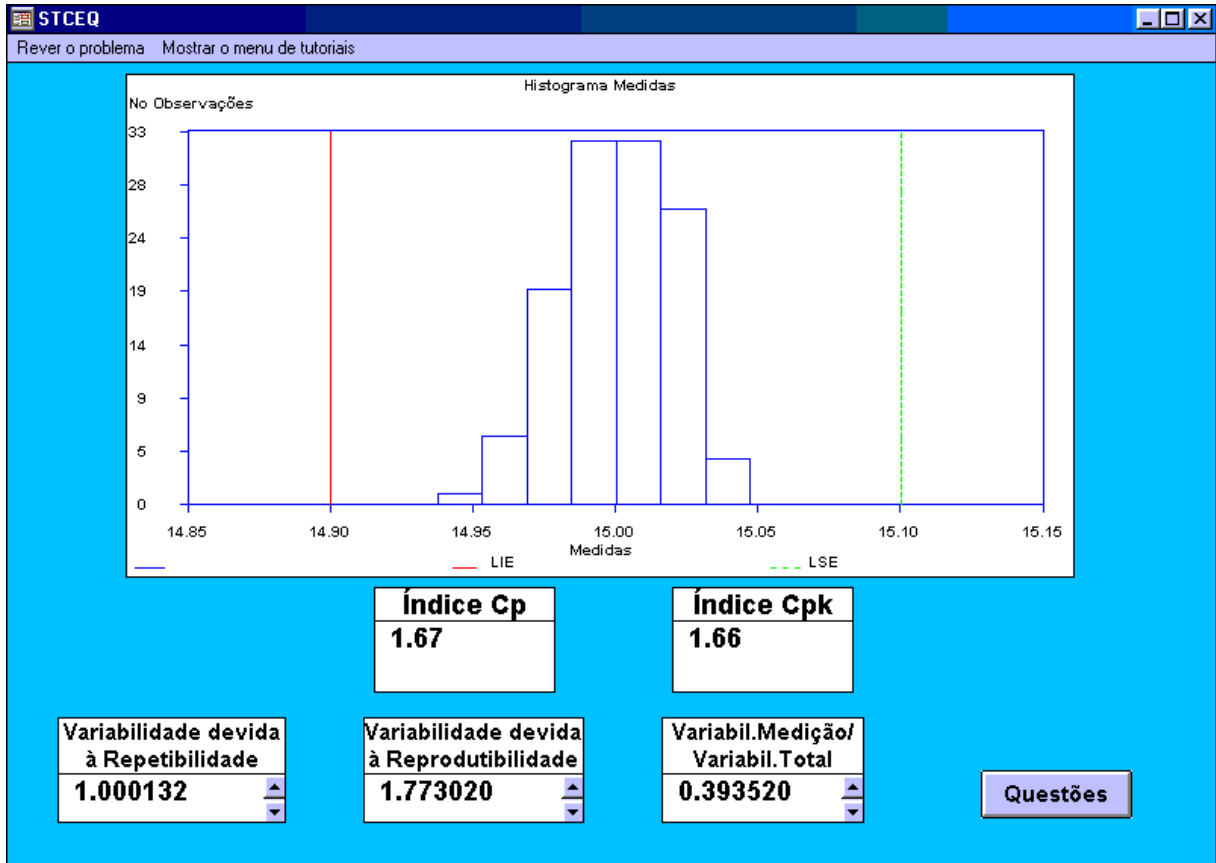 STCEQ
Rever o problema Mostrar o menu de tutoriais
Histograma Medidas
No Observações
33
28
24
19
14
9
5
0
14.85 14.90 14.95 15.00 15.05 15.10 15.15
Medidas
LIE LSE
Índice Cp
1.67
Índice Cpk
1.66
Variabilidade devida
à Repetibilidade
1.000132
Variabilidade devida
à Reprodutibilidade
1.773020
Variabil.Medição/
Variabil.Total
0.393520
Questões